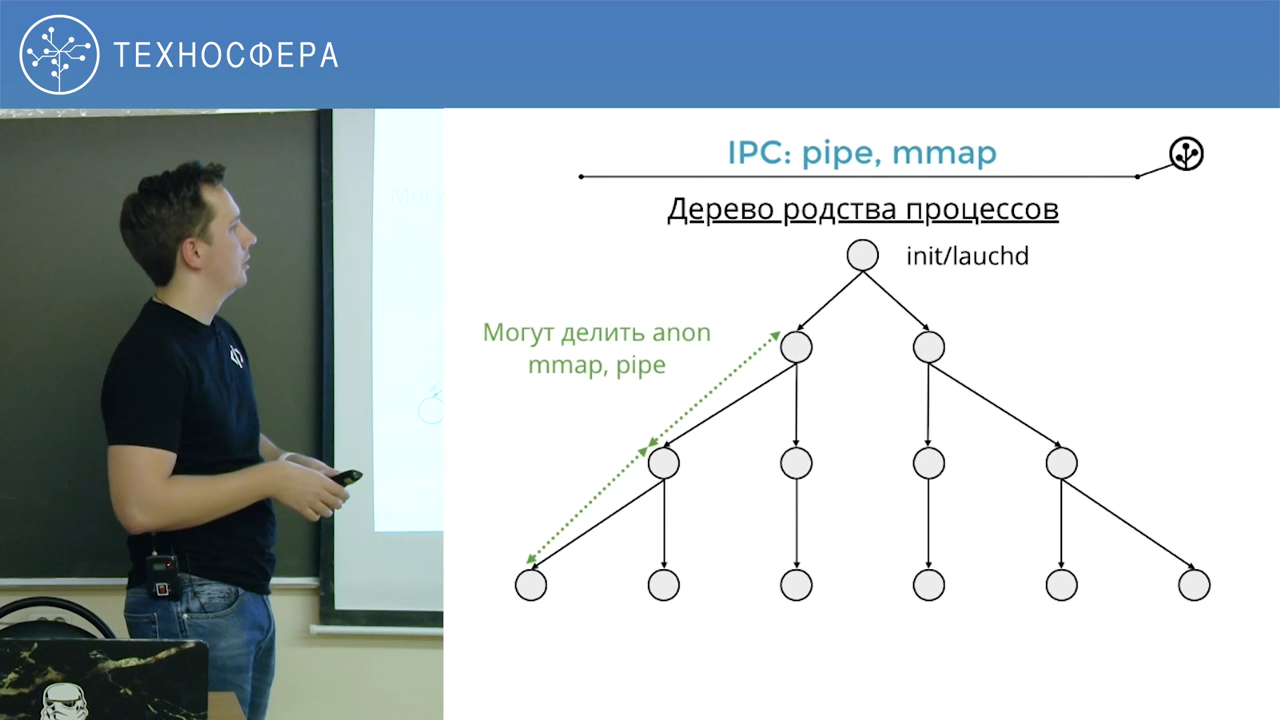 ТЕХНОСФЕРА
IPC: pipe, mmap
Дерево родства процессов
init/lauchd
Могут делить anon
mmap, pipe